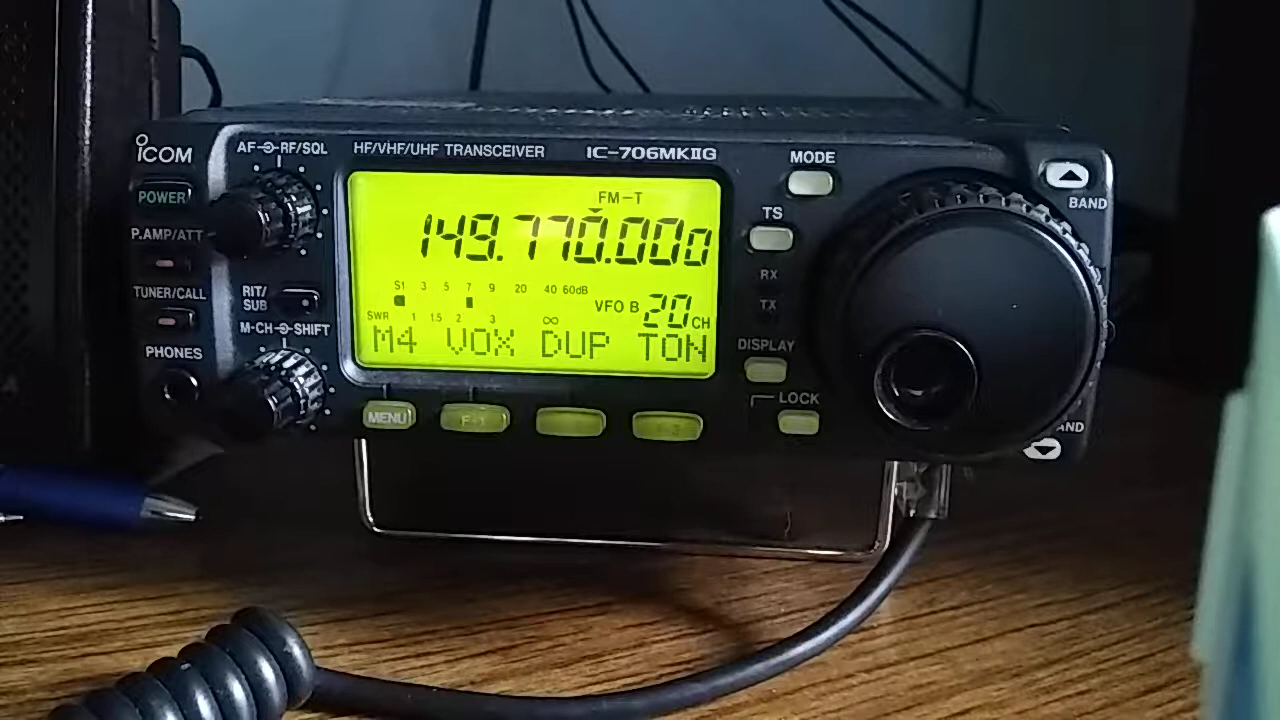 ICOM
AF RF/SQL
HF/VHF/UHF TRANSCEIVER
IC-706MKIIG
MODE
BAND
POWER
FM-T
TS
P.AMP/ATT
149.770.000
RX
TUNER/CALL
RIT/
SUB
S1 3 5 7 9 20 40 60dB
VFO B 20 CH
TX
SWR 1 1.5 2 3 ∞
M-CH SHIFT
M4 VOX DUP TON
DISPLAY
PHONES
LOCK
MENU